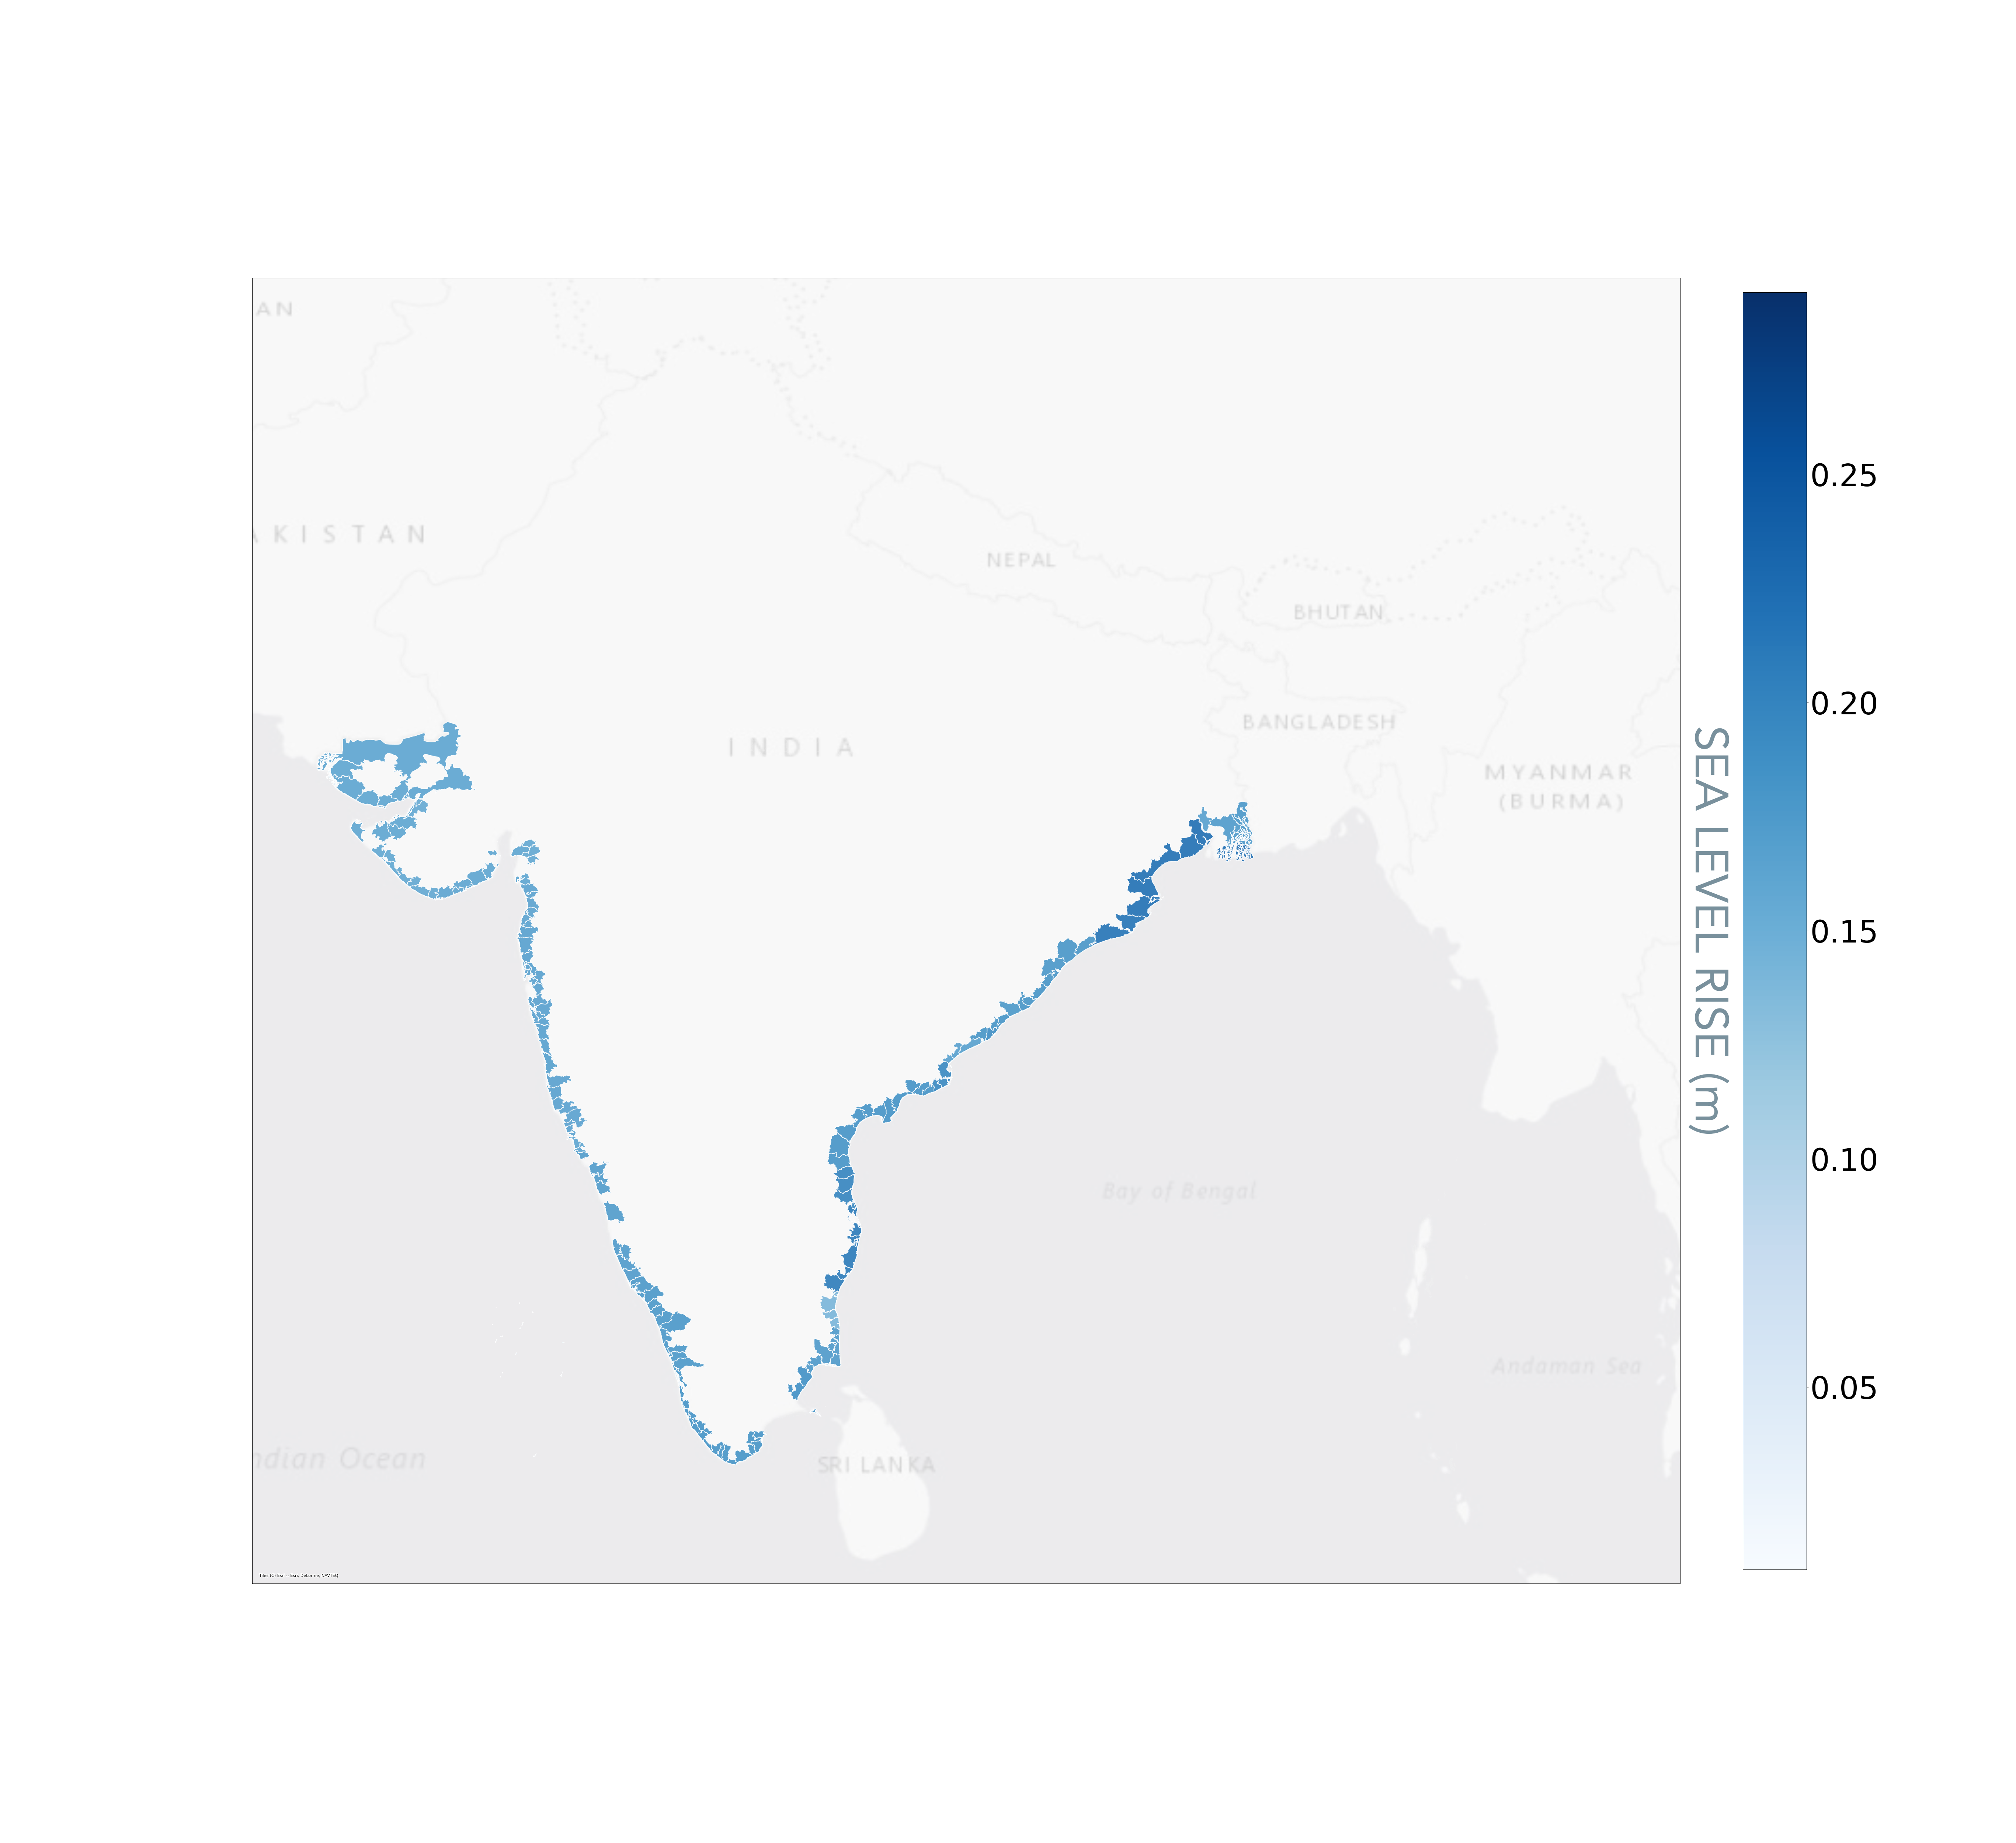 AN
AKISTAN
NEPAL
BHUTAN
BANGLADESH
INDIA
MYANMAR
(BURMA)
Bay of Bengal
Andaman Sea
ndian Ocean
SRI LANKA
Tiles (C) Esri -- Esri, DeLorme, NAVTEQ
SEA LEVEL RISE (m)
0.25
0.20
0.15
0.10
0.05